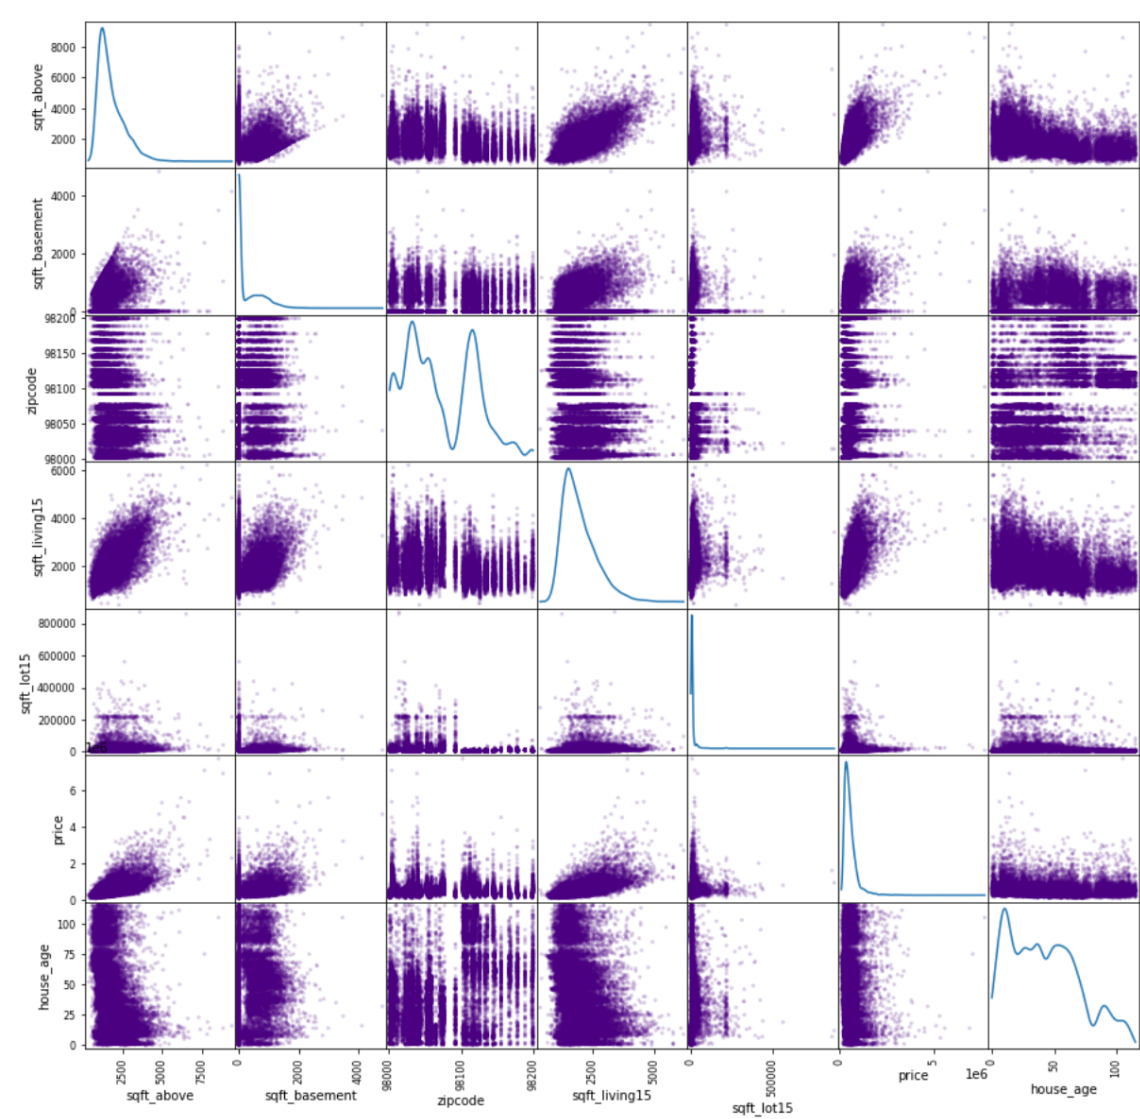 8000
6000
4000
2000
sqft_above
4000
2000
0
sqft_basement
98200
98150
98100
98050
98000
zipcode
6000
4000
2000
sqft_living15
800000
600000
400000
200000
0
sqft_lot15
1e6
6
4
2
0
price
100
75
50
25
0
house_age
2500 5000 7500 0 2000 4000 98000 98100 98200 2500 5000 0 500000 0 5 1e6 0 50 100
sqft_above sqft_basement zipcode sqft_living15 sqft_lot15 price house_age